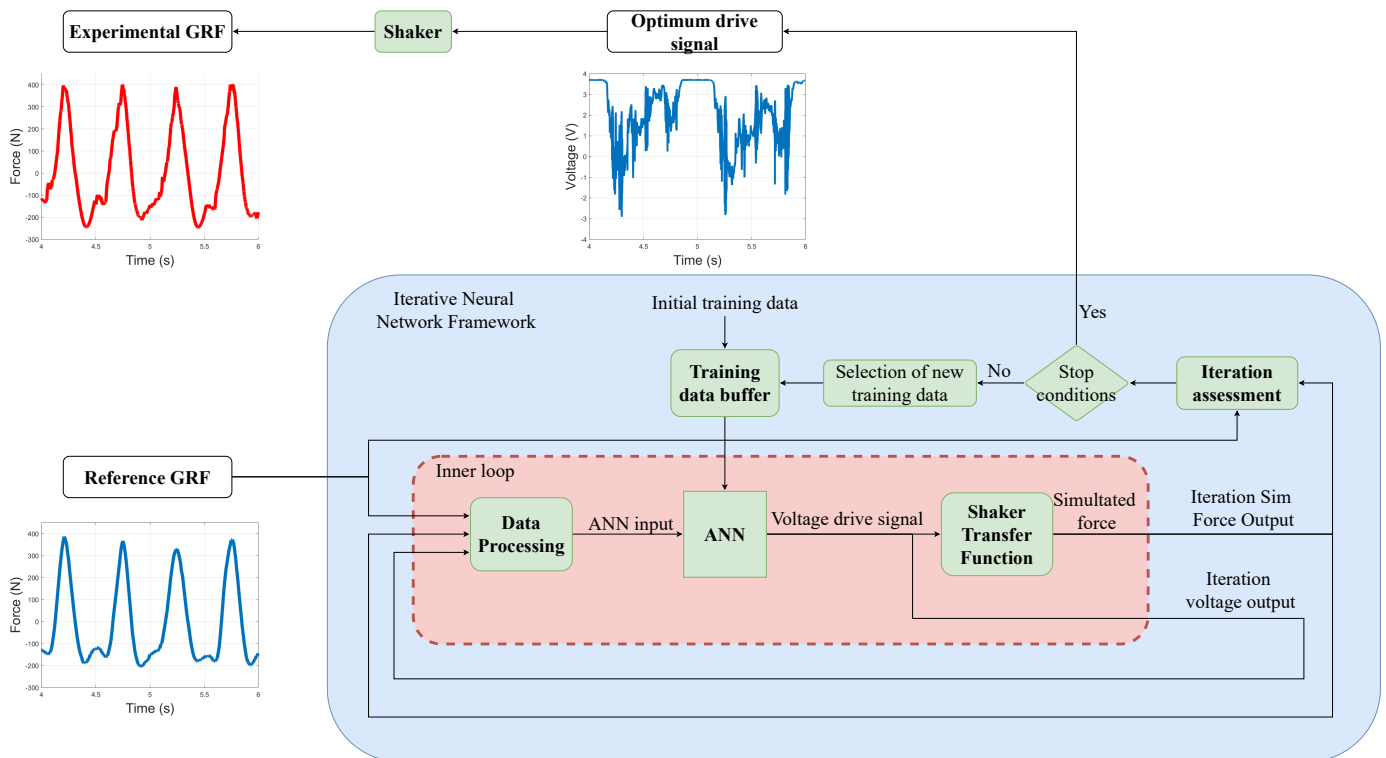 Experimental GRF
Shaker
Optimum drive
signal
400
300
200
100
0
-100
-200
-300
Force (N)
4
4.5
5
5.5
6
Time (s)
4
3
2
1
0
-1
-2
-3
-4
Voltage (V)
4
4.5
5
5.5
6
Time (s)
Iterative Neural
Network Framework
Initial training data
Yes
Training
data buffer
Selection of new
training data
No
Stop
conditions
Iteration
assessment
Reference GRF
Inner loop
Data
Processing
ANN input
ANN
Voltage drive signal
Shaker
Transfer
Function
Simultated
force
Iteration Sim
Force Output
Iteration
voltage output
400
300
200
100
0
-100
-200
-300
Force (N)
4
4.5
5
5.5
6
Time (s)